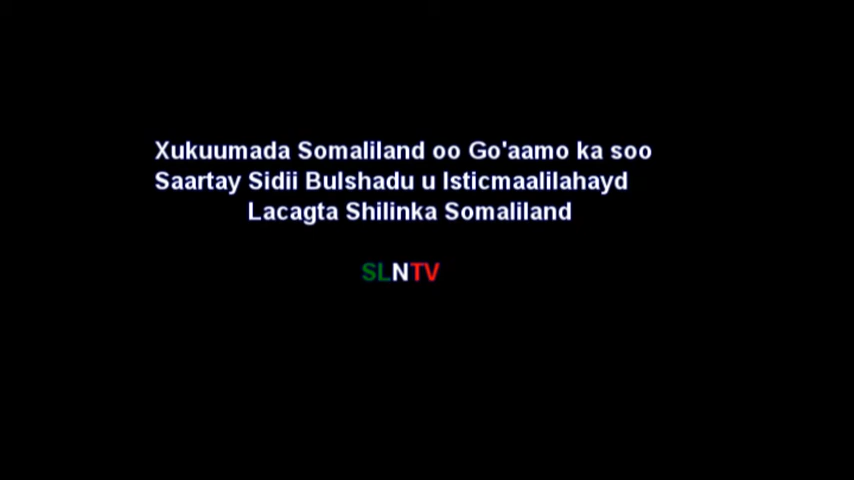 Xukuumada Somaliland oo Go'aamo ka soo
Saartay Sidii Bulshadu u Isticmaalilahayd
Lacagta Shilinka Somaliland
SLNTV